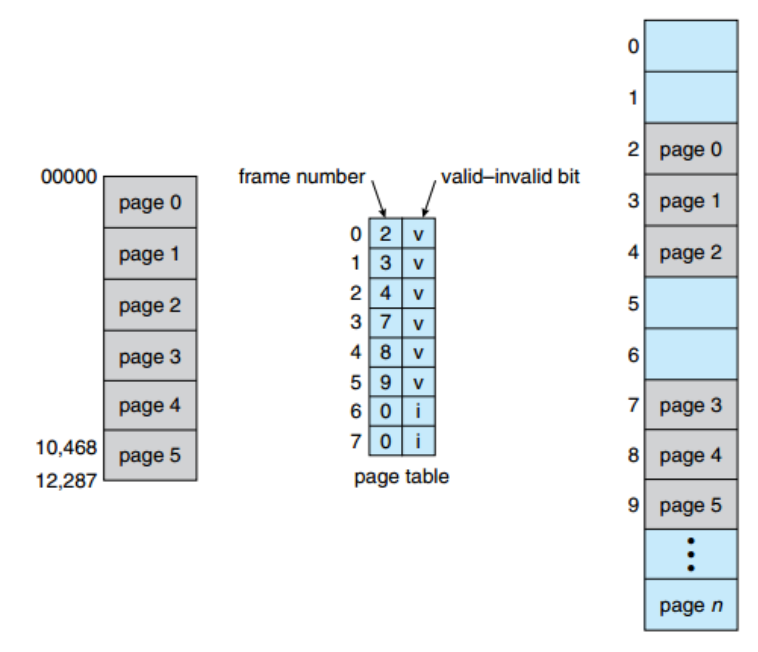 00000
page 0
page 1
page 2
page 3
page 4
10,468
page 5
12,287
frame number
valid–invalid bit
0 2 v
1 3 v
2 4 v
3 7 v
4 8 v
5 9 v
6 0 i
7 0 i
page table
0
1
2 page 0
3 page 1
4 page 2
5
6
7 page 3
8 page 4
9 page 5
page n